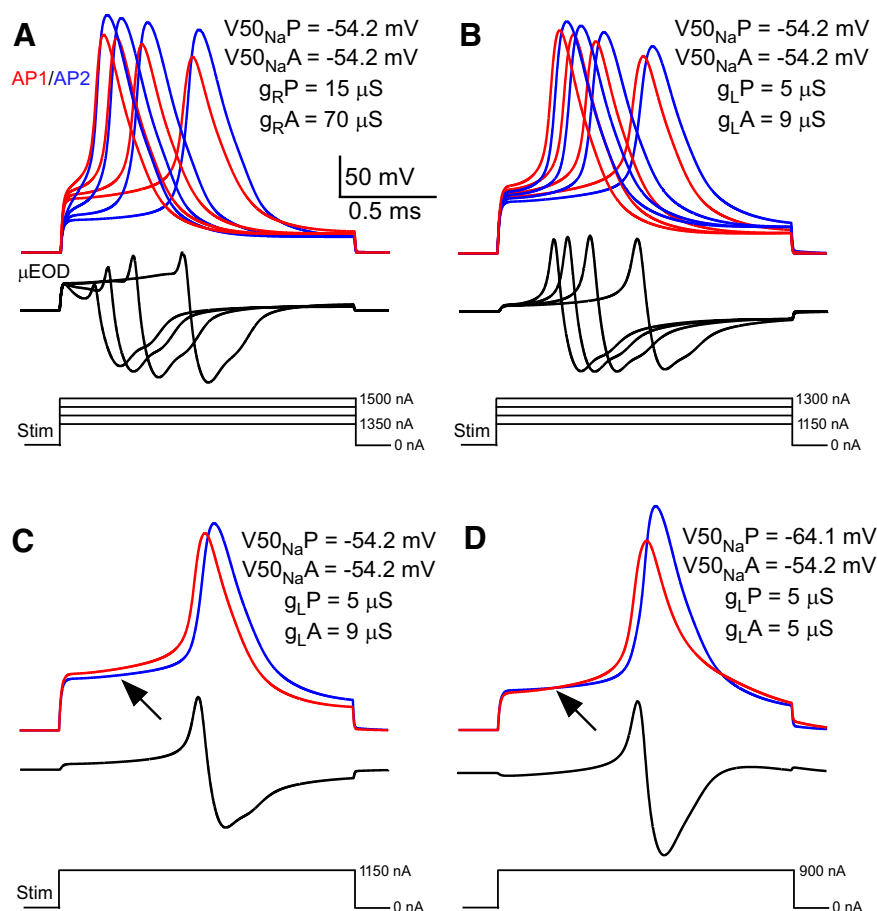 A
V50NaP = -54.2 mV
V50NaA = -54.2 mV
AP1/AP2
gRP = 15 μS
gRA = 70 μS
50 mV
0.5 ms
μEOD
1500 nA
1350 nA
Stim
0 nA
B
V50NaP = -54.2 mV
V50NaA = -54.2 mV
gLP = 5 μS
gLA = 9 μS
1300 nA
1150 nA
Stim
0 nA
C
V50NaP = -54.2 mV
V50NaA = -54.2 mV
gLP = 5 μS
gLA = 9 μS
1150 nA
Stim
0 nA
D
V50NaP = -64.1 mV
V50NaA = -54.2 mV
gLP = 5 μS
gLA = 5 μS
900 nA
0 nA